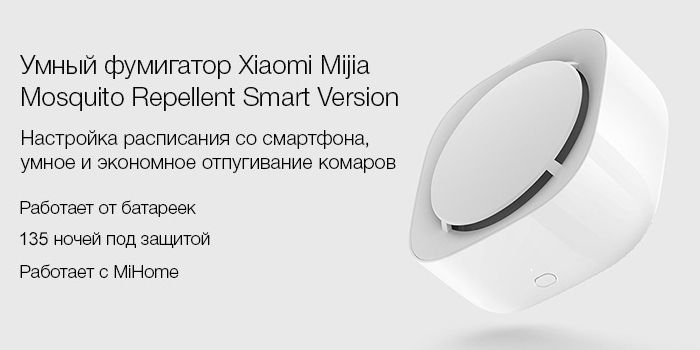 Умный фумигатор Xiaomi Mijia
Mosquito Repellent Smart Version
Настройка расписания со смартфона,
умное и экономное отпугивание комаров
Работает от батареек
135 ночей под защитой
Работает с MiHome